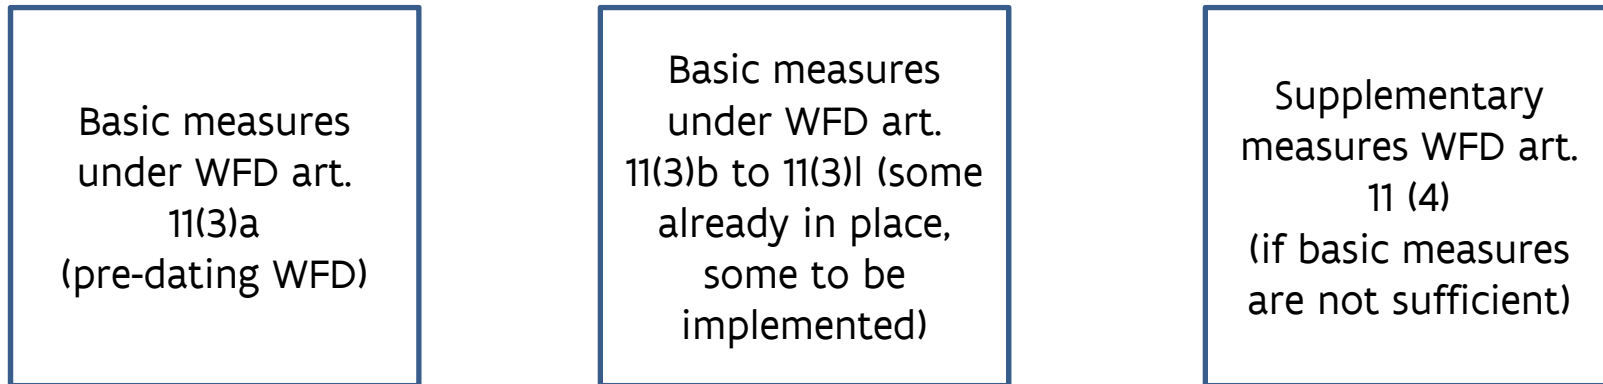 Basic measures
under WFD art.
11(3)a
(pre-dating WFD)
Basic measures
under WFD art.
11(3)b to 11(3)l (some
already in place,
some to be
implemented)
Supplementary
measures WFD art.
11 (4)
(if basic measures
are not sufficient)